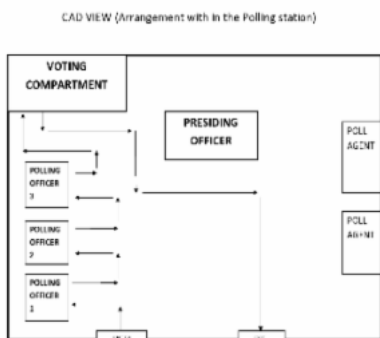 CAD VIEW (Arrangement with in the Polling station)
VOTING
COMPARTMENT
PRESIDING
OFFICER
POLL
AGENT
POLLING
OFFICER
3
POLLING
OFFICER
2
POLL
AGENT
POLLING
OFFICER
1